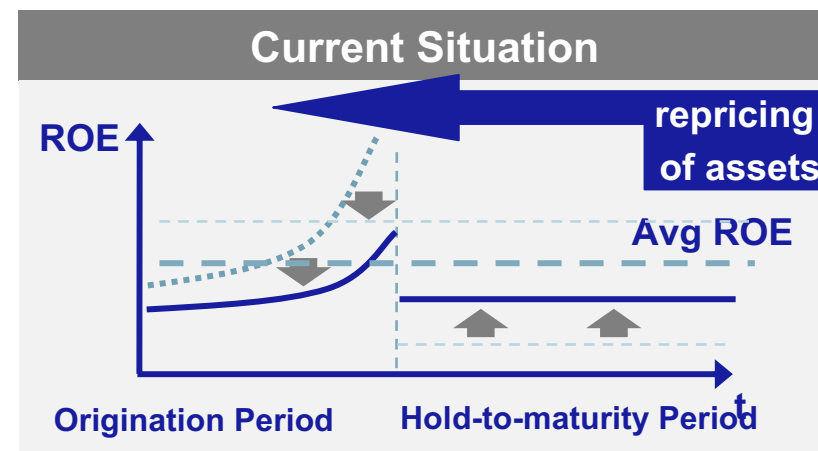 Current Situation
repricing
of assets
ROE
Avg ROE
t
Origination Period
Hold-to-maturity Period